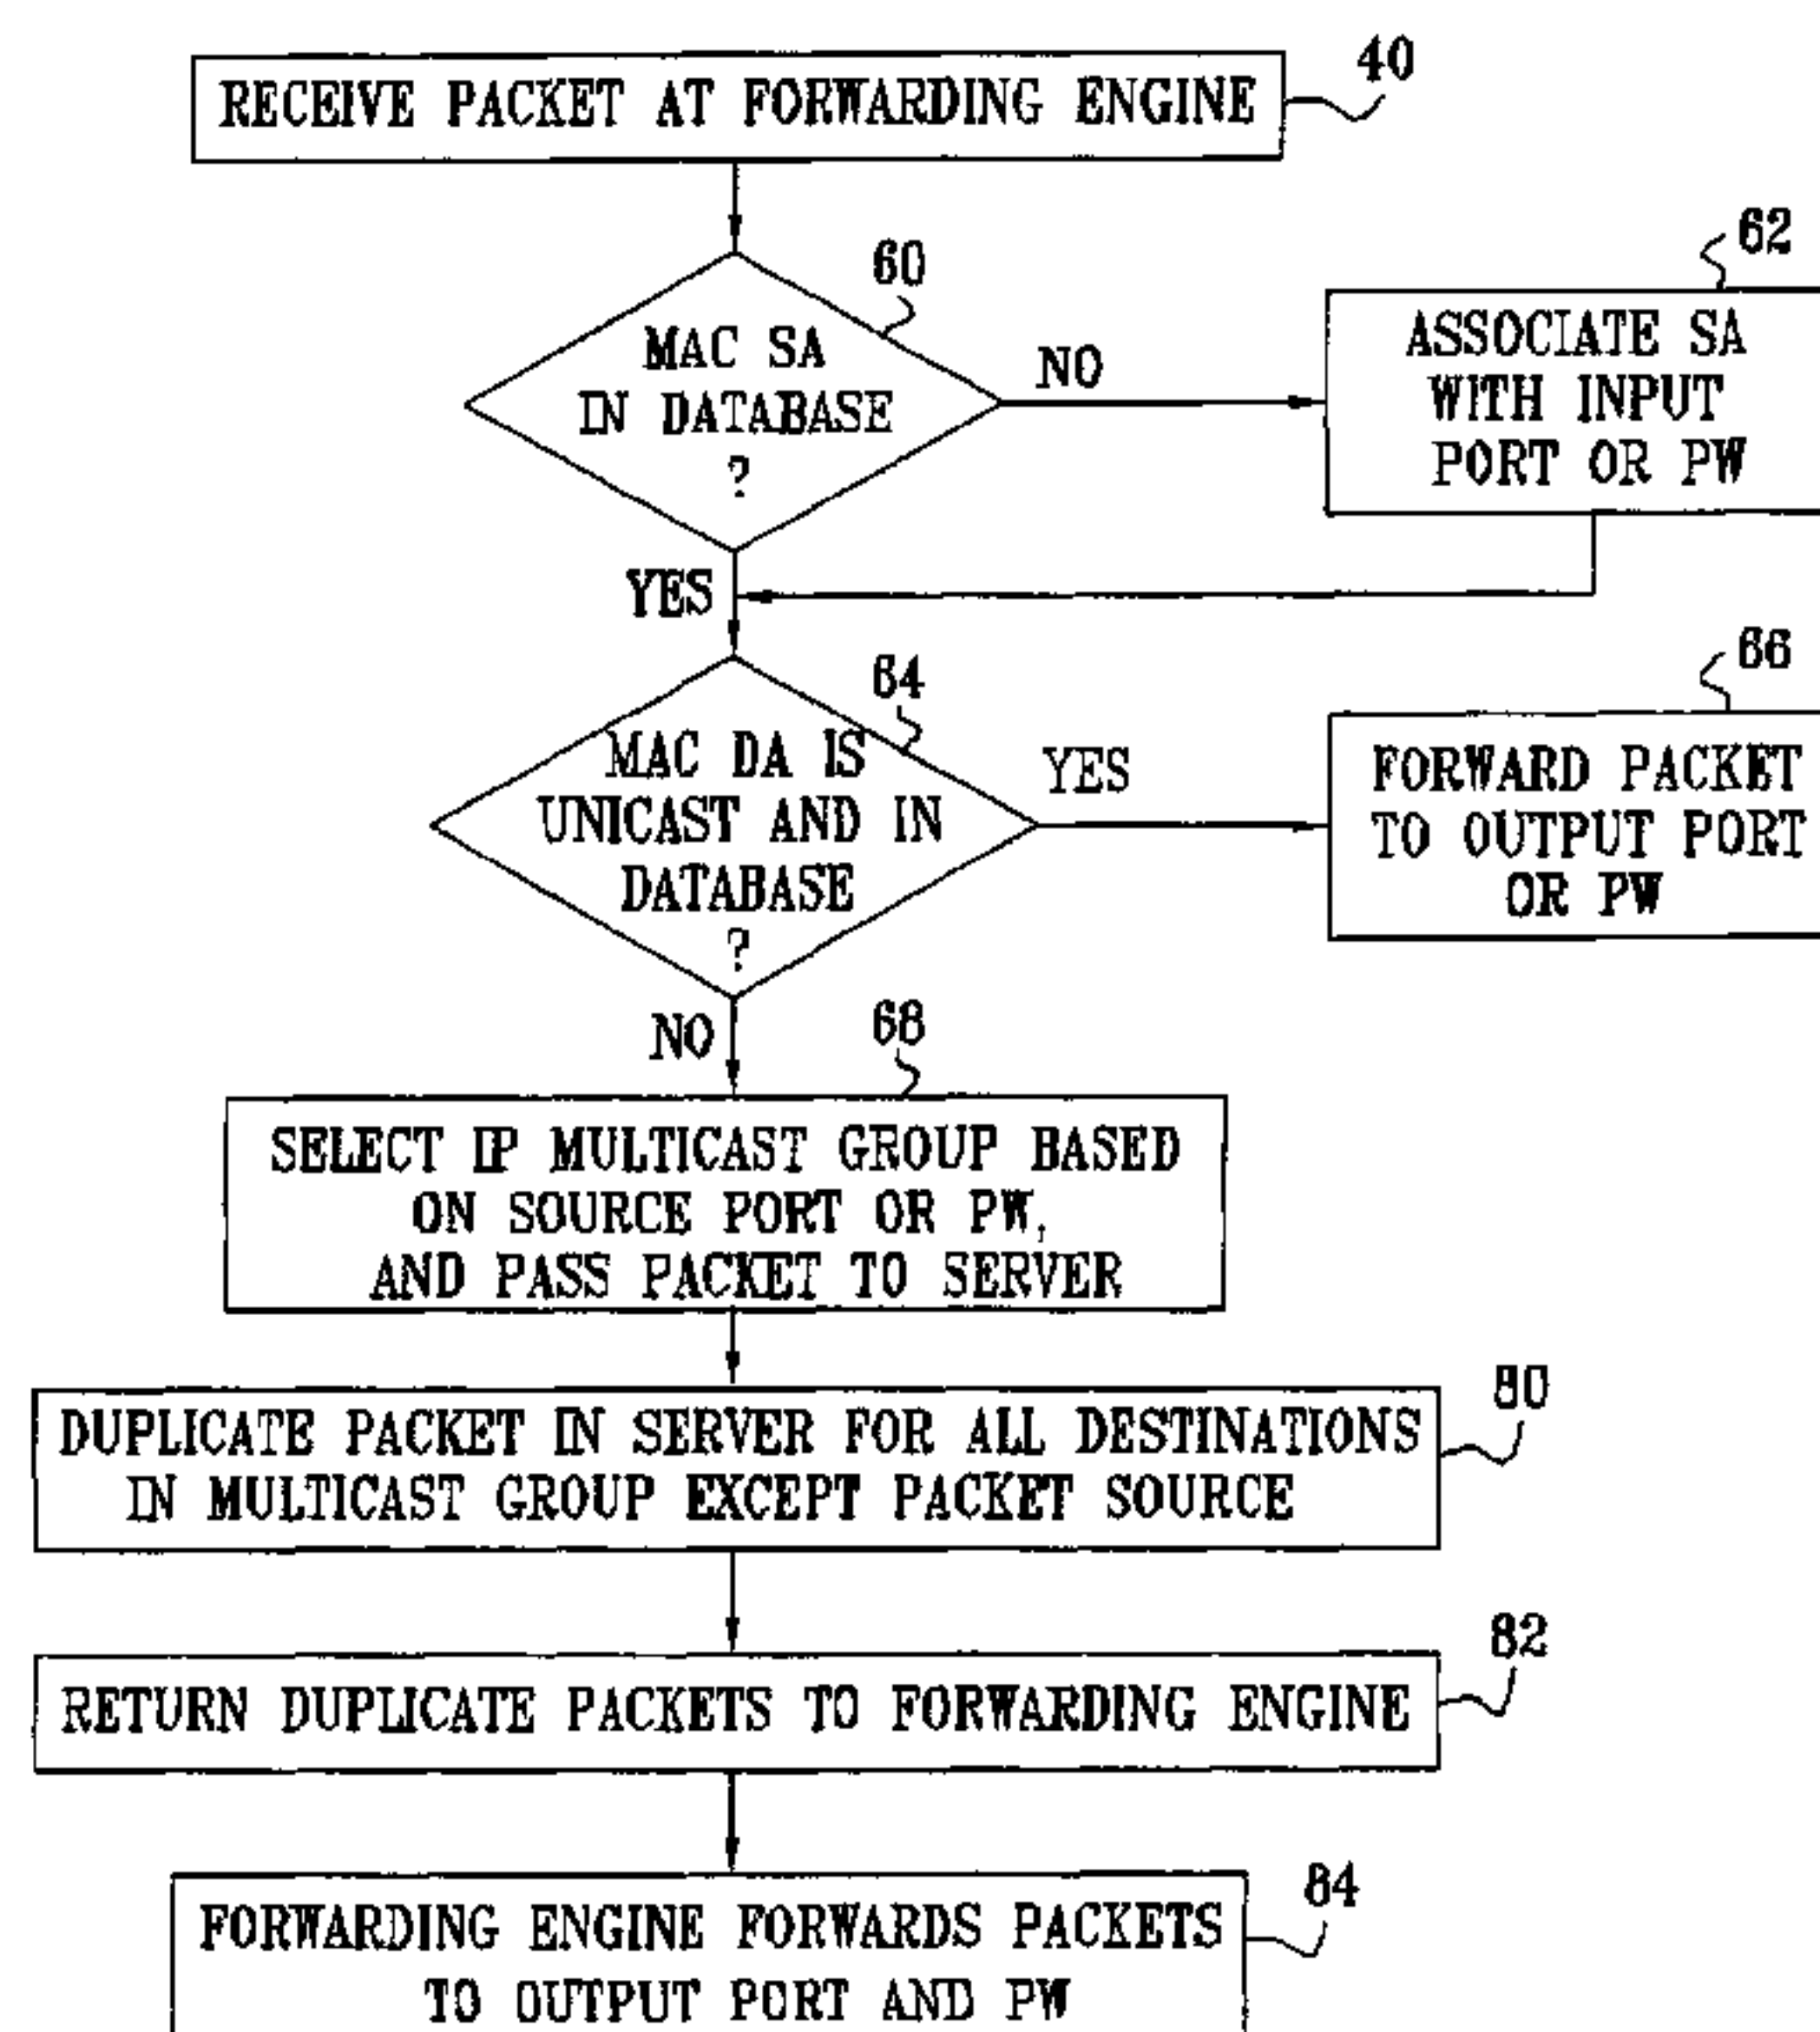 40
RECEIVE PACKET AT FORWARDING ENGINE
60
MAC SA
IN DATABASE
?
NO
62
ASSOCIATE SA
WITH INPUT
PORT OR PW
YES
64
MAC DA IS
UNICAST AND IN
DATABASE
?
YES
66
FORWARD PACKET
TO OUTPUT PORT
OR PW
NO
68
SELECT IP MULTICAST GROUP BASED
ON SOURCE PORT OR PW,
AND PASS PACKET TO SERVER
80
DUPLICATE PACKET IN SERVER FOR ALL DESTINATIONS
IN MULTICAST GROUP EXCEPT PACKET SOURCE
82
RETURN DUPLICATE PACKETS TO FORWARDING ENGINE
84
FORWARDING ENGINE FORWARDS PACKETS
TO OUTPUT PORT AND PW